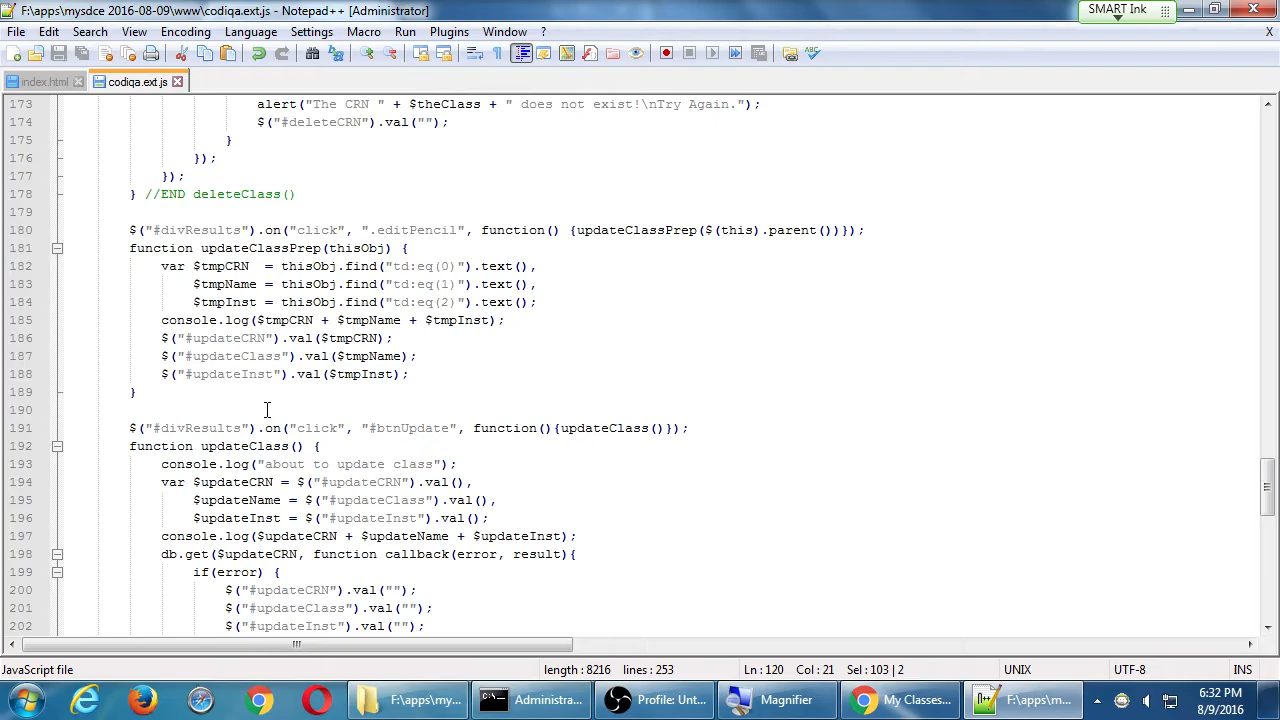 F:\apps\mysdce 2016-08-09\www\codiqa.ext.js - Notepad++ [Administrator]
SMART Ink
File Edit Search View Encoding Language Settings Macro Run Plugins Window ? X
index.html codiqa.ext.js
173 alert("The CRN " + $theClass + " does not exist!\nTry Again.");
174 $("#deleteCRN").val("");
175 }
176 });
177 });
178 } //END deleteClass()
179
180 $("#divResults").on("click", ".editPencil", function() {updateClassPrep($(this).parent())});
181 function updateClassPrep(thisObj) {
182 var $tmpCRN = thisObj.find("td:eq(0)").text(),
183 $tmpName = thisObj.find("td:eq(1)").text(),
184 $tmpInst = thisObj.find("td:eq(2)").text();
185 console.log($tmpCRN + $tmpName + $tmpInst);
186 $("#updateCRN").val($tmpCRN);
187 $("#updateClass").val($tmpName);
188 $("#updateInst").val($tmpInst);
189 }
190
191 $("#divResults").on("click", "#btnUpdate", function(){updateClass()});
192 function updateClass() {
193 console.log("about to update class");
194 var $updateCRN = $("#updateCRN").val(),
195 $updateName = $("#updateClass").val(),
196 $updateInst = $("#updateInst").val();
197 console.log($updateCRN + $updateName + $updateInst);
198 db.get($updateCRN, function callback(error, result){
199 if(error) {
200 $("#updateCRN").val("");
201 $("#updateClass").val("");
202 $("#updateInst").val("");
JavaScript file length : 8216 lines : 253 Ln : 120 Col : 21 Sel : 103 | 2 UNIX UTF-8 INS
F:\apps\my... Administra... Profile: Unt... Magnifier My Classes... F:\apps\m... 6:32 PM
8/9/2016